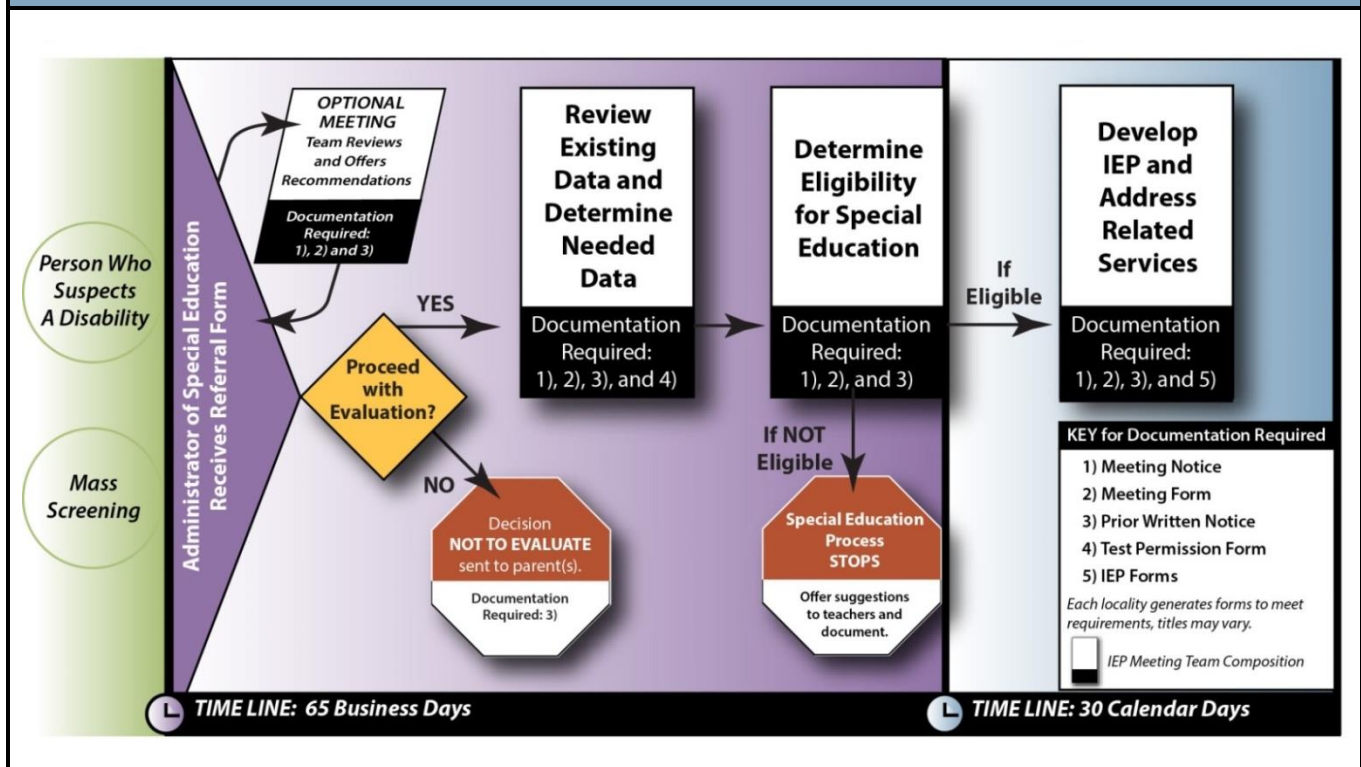 Person Who
Suspects
A Disability
Mass
Screening
Administrator of Special Education
Receives Referral Form
OPTIONAL
MEETING
Team Reviews
and Offers
Recommendations
Documentation
Required:
1), 2) and 3)
Proceed
with
Evaluation?
YES
NO
Decision
NOT TO EVALUATE
sent to parent(s).
Documentation
Required: 3)
Review
Existing
Data and
Determine
Needed
Data
Documentation
Required:
1), 2), 3), and 4)
Determine
Eligibility
for Special
Education
Documentation
Required:
1), 2), and 3)
If NOT
Eligible
Special Education
Process
STOPS
Offer suggestions
to teachers and
document.
If
Eligible
Develop
IEP and
Address
Related
Services
Documentation
Required:
1), 2), 3), and 5)
KEY for Documentation Required
1) Meeting Notice
2) Meeting Form
3) Prior Written Notice
4) Test Permission Form
5) IEP Forms
Each locality generates forms to meet
requirements, titles may vary.
IEP Meeting Team Composition
TIME LINE: 65 Business Days
TIME LINE: 30 Calendar Days